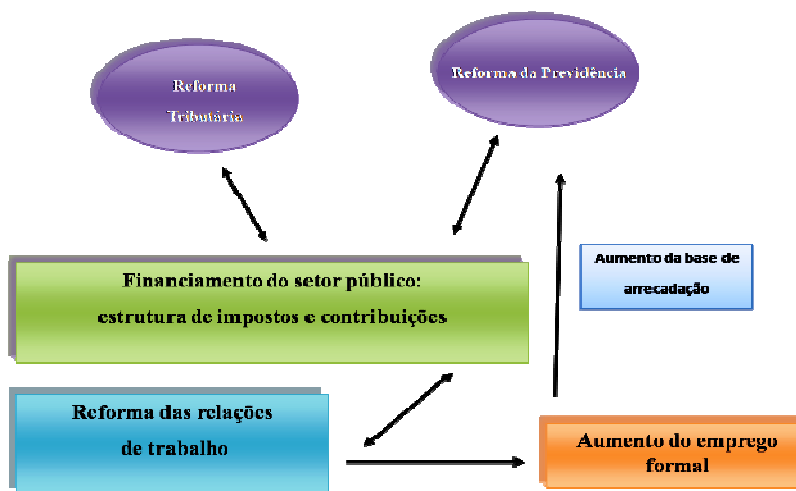 Reforma
Tributária
Reforma da Previdência
Financiamento do setor público:
estrutura de impostos e contribuições
Aumento da base de
arrecadação
Reforma das relações
de trabalho
Aumento do emprego
formal